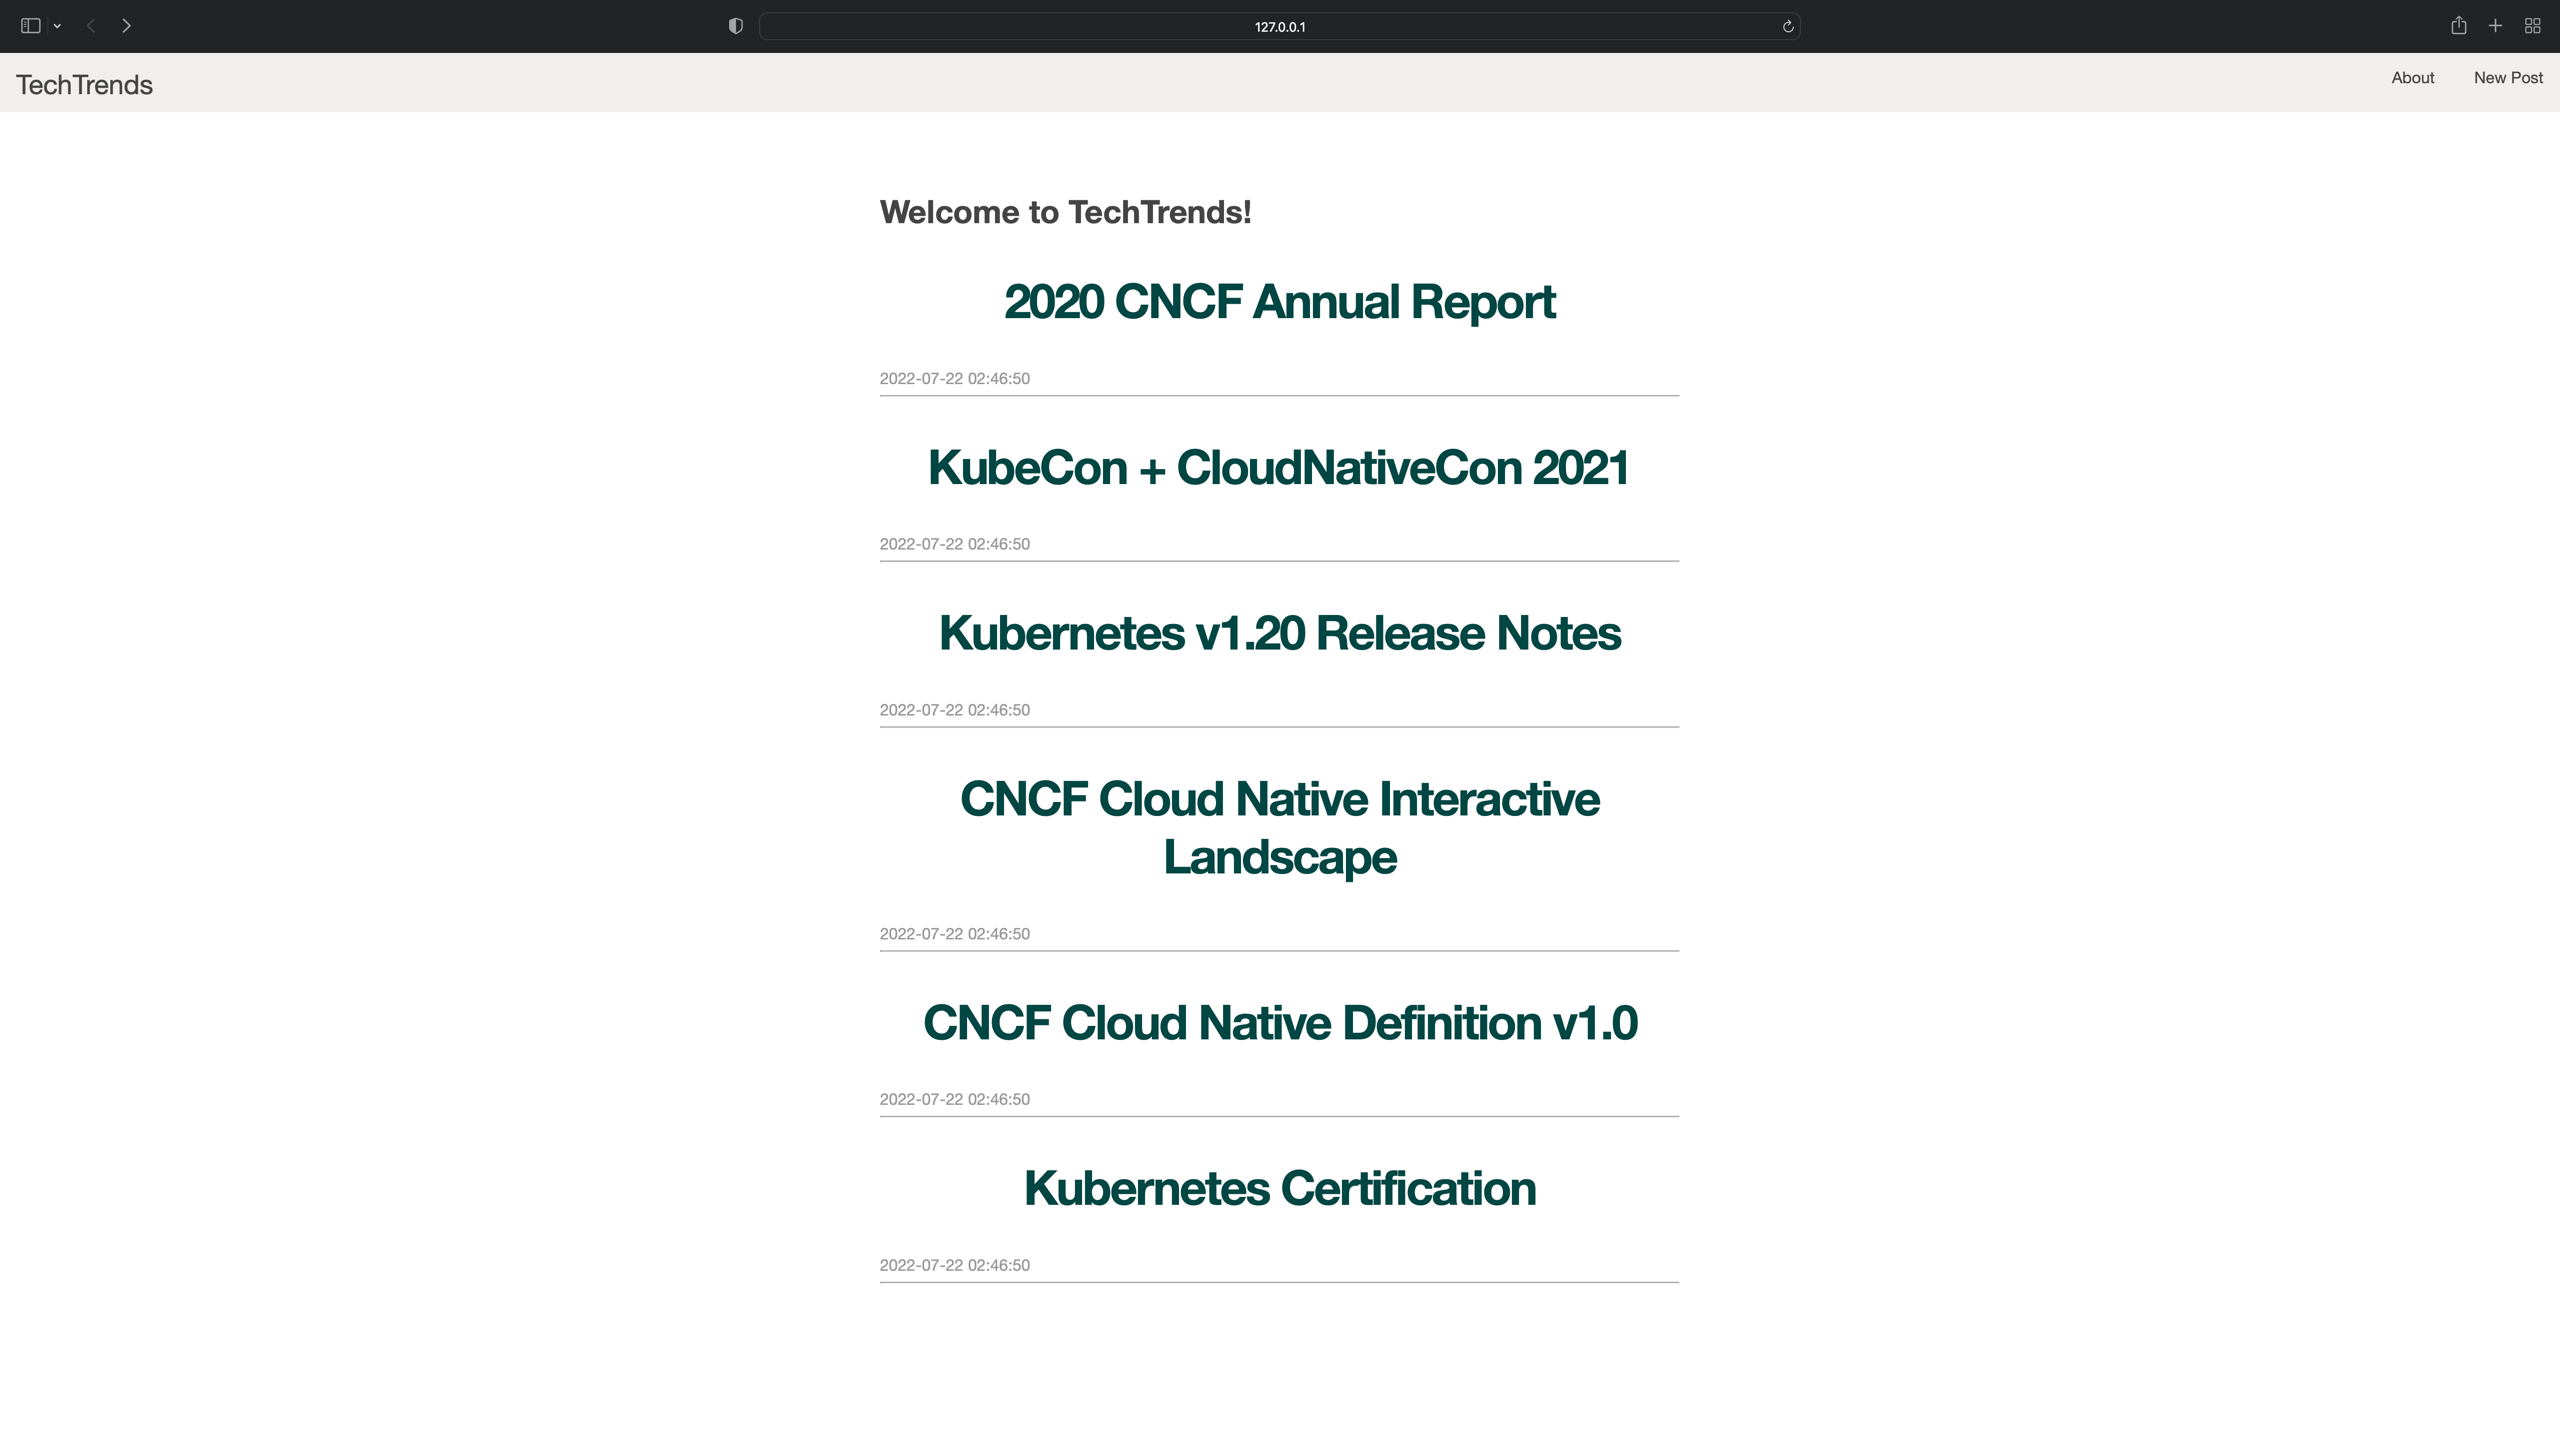 127.0.0.1
TechTrends
About
New Post
Welcome to TechTrends!
2020 CNCF Annual Report
2022-07-22 02:46:50
KubeCon + CloudNativeCon 2021
2022-07-22 02:46:50
Kubernetes v1.20 Release Notes
2022-07-22 02:46:50
CNCF Cloud Native Interactive
Landscape
2022-07-22 02:46:50
CNCF Cloud Native Definition v1.0
2022-07-22 02:46:50
Kubernetes Certification
2022-07-22 02:46:50